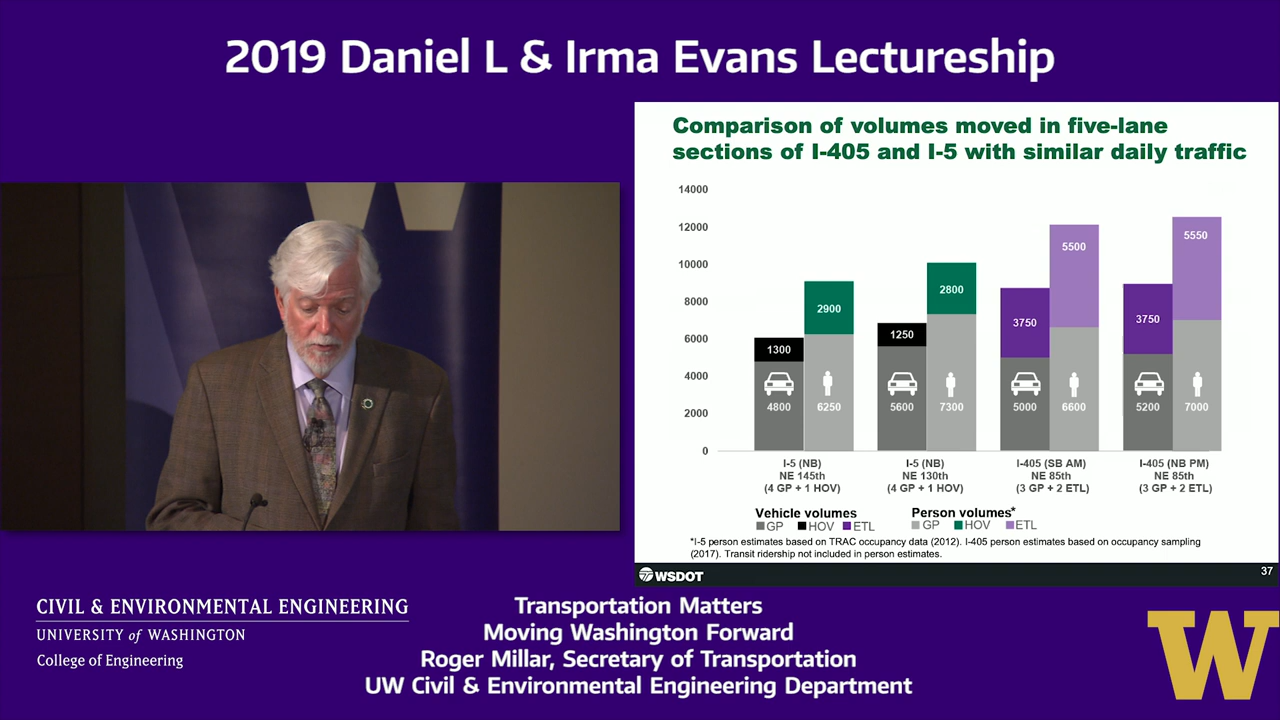 2019 Daniel L & Irma Evans Lectureship
Comparison of volumes moved in five-lane
sections of I-405 and I-5 with similar daily traffic
14000
12000
10000
8000
6000
4000
2000
0
1300
4800
2900
6250
1250
5600
2800
7300
3750
5000
5500
6600
3750
5200
5550
7000
I-5 (NB)
NE 145th
(4 GP + 1 HOV)
I-5 (NB)
NE 130th
(4 GP + 1 HOV)
I-405 (SB AM)
NE 85th
(3 GP + 2 ETL)
I-405 (NB PM)
NE 85th
(3 GP + 2 ETL)
Vehicle volumes
GP HOV ETL
Person volumes*
GP HOV ETL
*I-5 person estimates based on TRAC occupancy data (2012). I-405 person estimates based on occupancy sampling
(2017). Transit ridership not included in person estimates.
WSDOT
37
CIVIL & ENVIRONMENTAL ENGINEERING
UNIVERSITY of WASHINGTON
College of Engineering
Transportation Matters
Moving Washington Forward
Roger Millar, Secretary of Transportation
UW Civil & Environmental Engineering Department
W